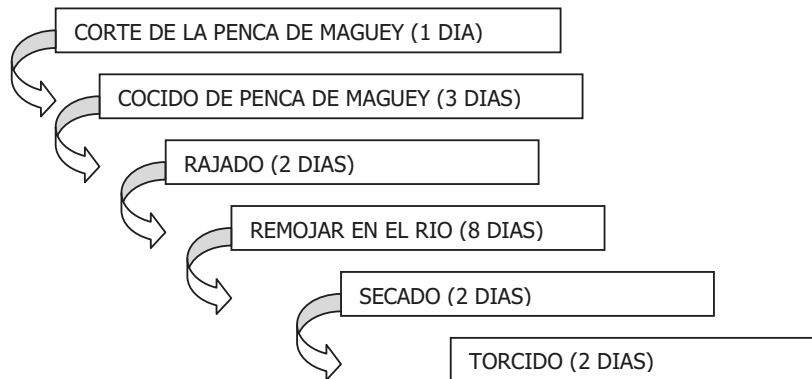 CORTE DE LA PENCA DE MAGUEY (1 DIA)
COCIDO DE PENCA DE MAGUEY (3 DIAS)
RAJADO (2 DIAS)
REMOJAR EN EL RIO (8 DIAS)
SECADO (2 DIAS)
TORCIDO (2 DIAS)